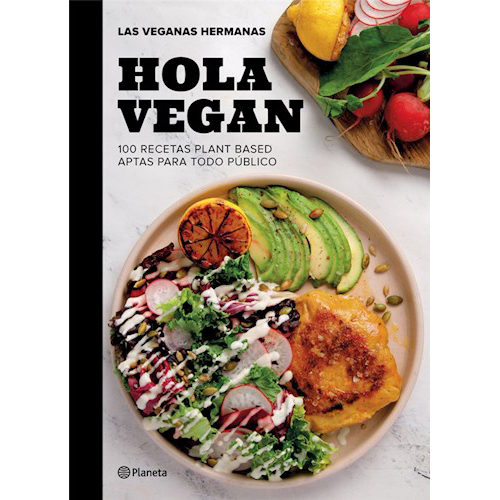 LAS VEGANAS HERMANAS
HOLA
VEGAN
100 RECETAS PLANT BASED
APTAS PARA TODO PÚBLICO
Planeta